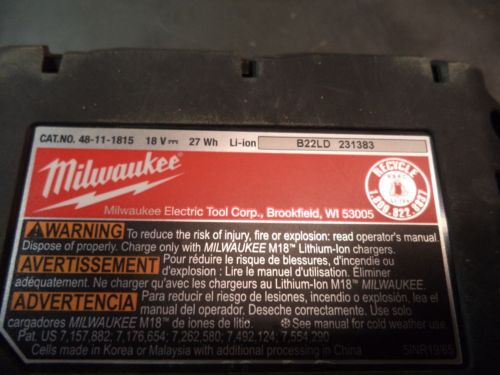 CAT.NO. 48-11-1815 18 V⎓ 27 Wh Li-ion B22LD 231383
Milwaukee
RECYCLE
1.800.822.8837
Milwaukee Electric Tool Corp., Brookfield, WI 53005
⚠WARNING To reduce the risk of injury, fire or explosion: read operator's manual.
Dispose of properly. Charge only with MILWAUKEE M18™ Lithium-Ion chargers.
AVERTISSEMENT Pour réduire le risque de blessures, d'incendie ou
d'explosion : Lire le manuel d'utilisation. Éliminer
adéquatement. Ne charger qu'avec les chargeurs au Lithium-Ion M18™ MILWAUKEE.
ADVERTENCIA Para reducir el riesgo de lesiones, incendio o explosión, lea el
manual del operador. Deseche correctamente. Use solo
cargadores MILWAUKEE M18™ de iones de litio. See manual for cold weather use.
Pat. US 7,157,882; 7,176,654; 7,262,580; 7,492,124; 7,554,290
Cells made in Korea or Malaysia with additional processing in China 5INR19/65